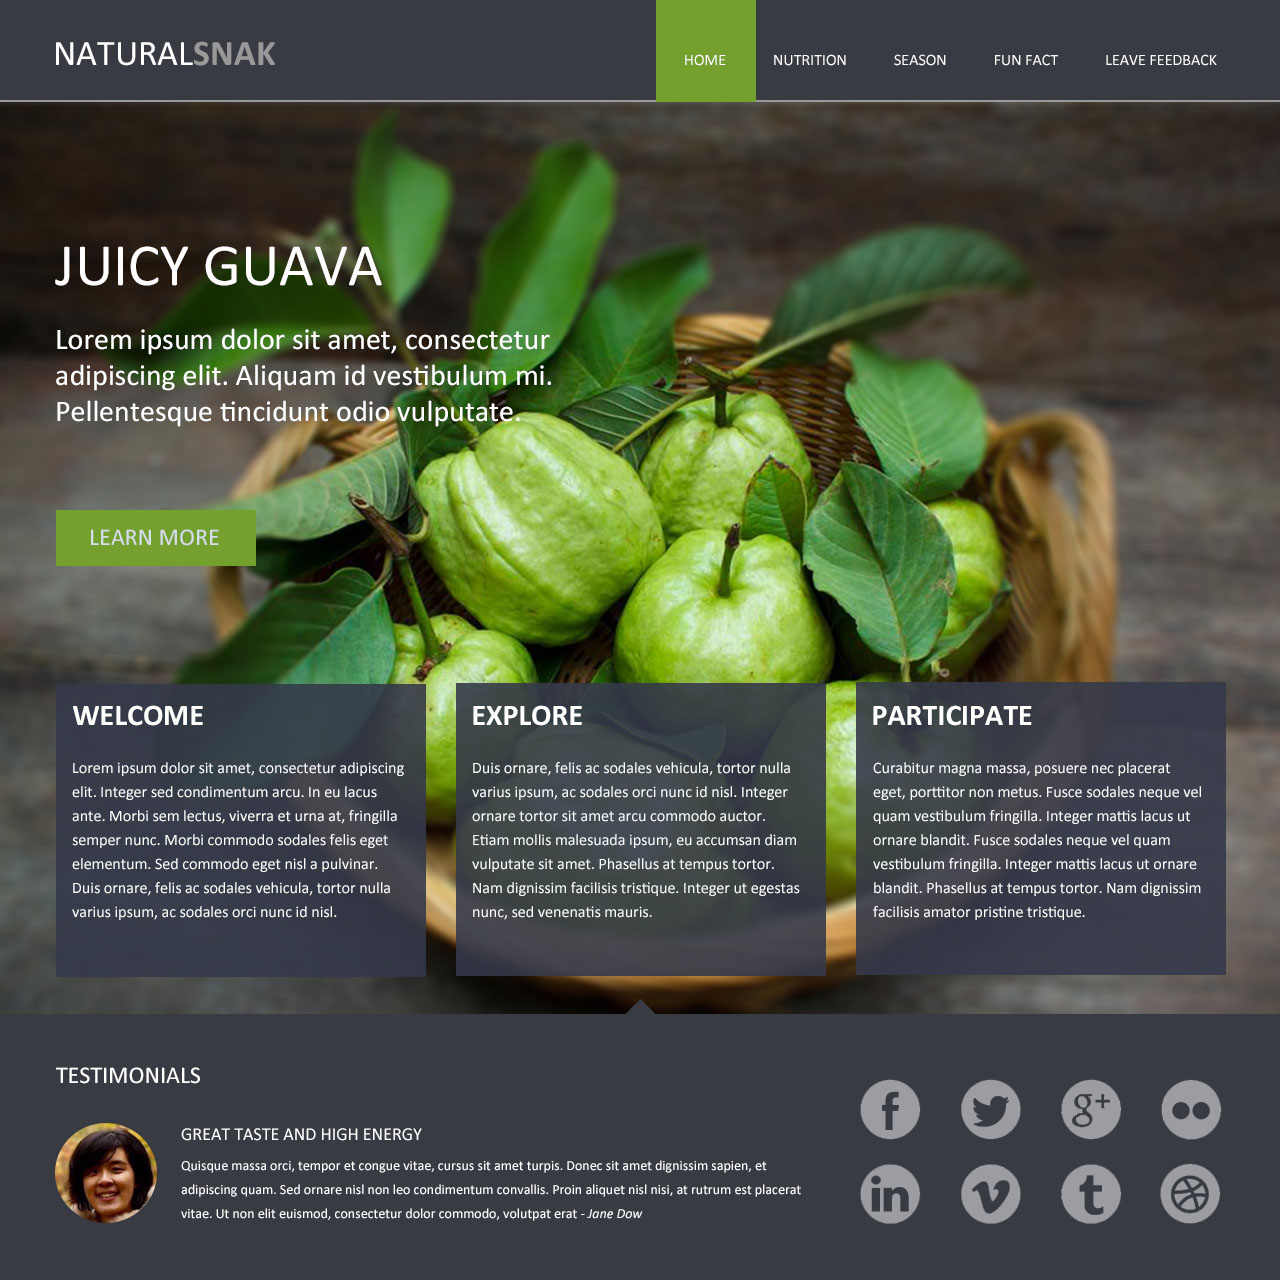 NATURALSNAK
HOME NUTRITION SEASON FUN FACT LEAVE FEEDBACK
JUICY GUAVA
Lorem ipsum dolor sit amet, consectetur
adipiscing elit. Aliquam id vestibulum mi.
Pellentesque tincidunt odio vulputate.
LEARN MORE
WELCOME
Lorem ipsum dolor sit amet, consectetur adipiscing
elit. Integer sed condimentum arcu. In eu lacus
ante. Morbi sem lectus, viverra et urna at, fringilla
semper nunc. Morbi commodo sodales felis eget
elementum. Sed commodo eget nisl a pulvinar.
Duis ornare, felis ac sodales vehicula, tortor nulla
varius ipsum, ac sodales orci nunc id nisl.
EXPLORE
Duis ornare, felis ac sodales vehicula, tortor nulla
varius ipsum, ac sodales orci nunc id nisl. Integer
ornare tortor sit amet arcu commodo auctor.
Etiam mollis malesuada ipsum, eu accumsan diam
vulputate sit amet. Phasellus at tempus tortor.
Nam dignissim facilisis tristique. Integer ut egestas
nunc, sed venenatis mauris.
PARTICIPATE
Curabitur magna massa, posuere nec placerat
eget, porttitor non metus. Fusce sodales neque vel
quam vestibulum fringilla. Integer mattis lacus ut
ornare blandit. Fusce sodales neque vel quam
vestibulum fringilla. Integer mattis lacus ut ornare
blandit. Phasellus at tempus tortor. Nam dignissim
facilisis amator pristine tristique.
TESTIMONIALS
GREAT TASTE AND HIGH ENERGY
Quisque massa orci, tempor et congue vitae, cursus sit amet turpis. Donec sit amet dignissim sapien, et
adipiscing quam. Sed ornare nisl non leo condimentum convallis. Proin aliquet nisl nisi, at rutrum est placerat
vitae. Ut non elit euismod, consectetur dolor commodo, volutpat erat - Jane Dow
f g+
in v t